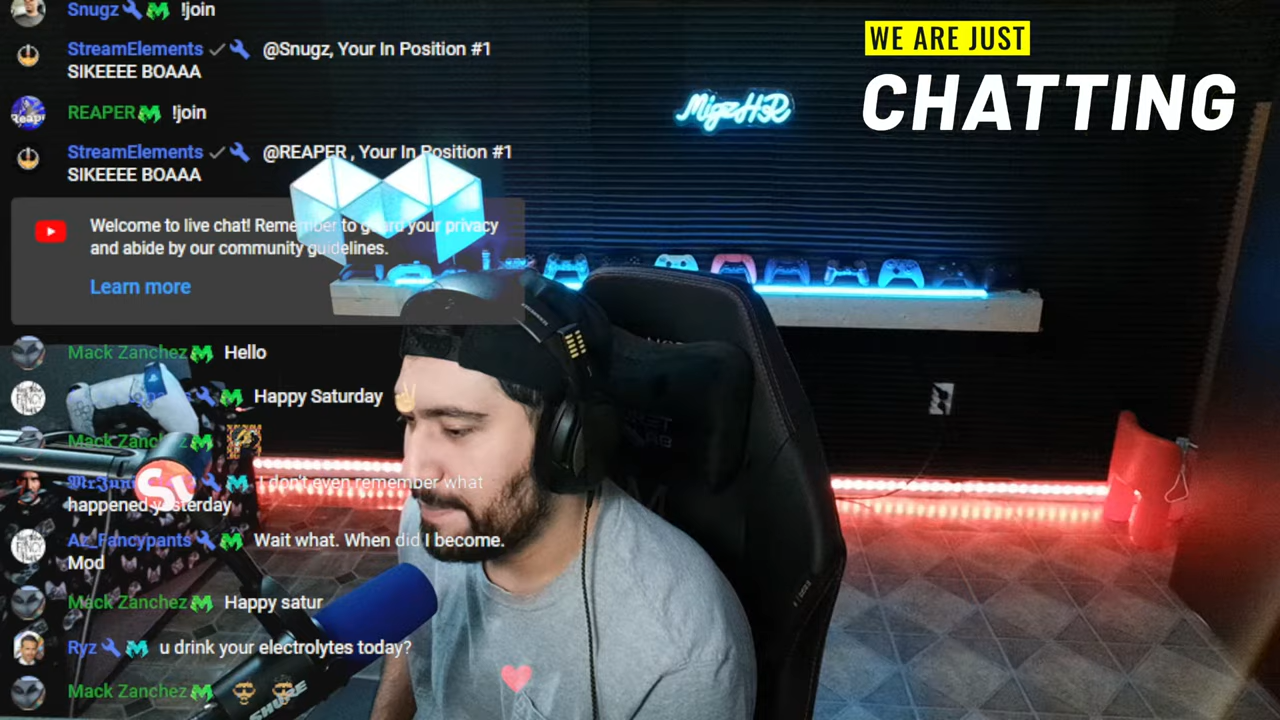 Snugz !join
StreamElements @Snugz, Your In Position #1
SIKEEEE BOAAA
REAPER !join
StreamElements @REAPER , Your In Position #1
SIKEEEE BOAAA
Welcome to live chat! Remember to guard your privacy
and abide by our community guidelines.
Learn more
Mack Zanchez Hello
Happy Saturday
Mack Zanchez
I don't even remember what
happened yesterday
Az_Fancypants Wait what. When did I become.
Mod
Mack Zanchez Happy satur
Ryz u drink your electrolytes today?
Mack Zanchez
SHURE
MigzH3R
WE ARE JUST
CHATTING